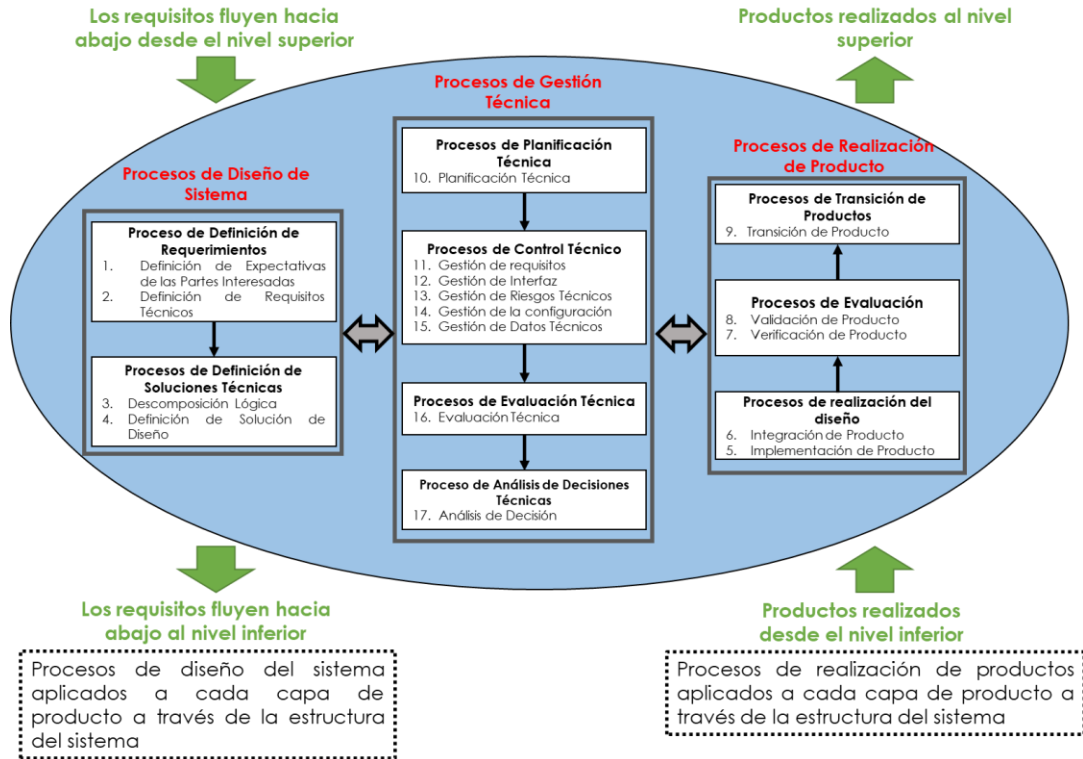 Los requisitos fluyen hacia
abajo desde el nivel superior
Productos realizados al nivel
superior
Procesos de Gestión
Técnica
Procesos de Diseño de
Sistema
Proceso de Definición de
Requerimientos
1. Definición de Expectativas
de las Partes Interesadas
2. Definición de Requisitos
Técnicos
Procesos de Definición de
Soluciones Técnicas
3. Descomposición Lógica
4. Definición de Solución de
Diseño
Procesos de Planificación
Técnica
10. Planificación Técnica
Procesos de Control Técnico
11. Gestión de requisitos
12. Gestión de Interfaz
13. Gestión de Riesgos Técnicos
14. Gestión de la configuración
15. Gestión de Datos Técnicos
Procesos de Evaluación Técnica
16. Evaluación Técnica
Proceso de Análisis de Decisiones
Técnicas
17. Análisis de Decisión
Procesos de Realización
de Producto
Procesos de Transición de
Productos
9. Transición de Producto
Procesos de Evaluación
8. Validación de Producto
7. Verificación de Producto
Procesos de realización del
diseño
6. Integración de Producto
5. Implementación de Producto
Los requisitos fluyen hacia
abajo al nivel inferior
Procesos de diseño del sistema
aplicados a cada capa de
producto a través de la estructura
del sistema
Productos realizados
desde el nivel inferior
Procesos de realización de productos
aplicados a cada capa de producto a
través de la estructura del sistema